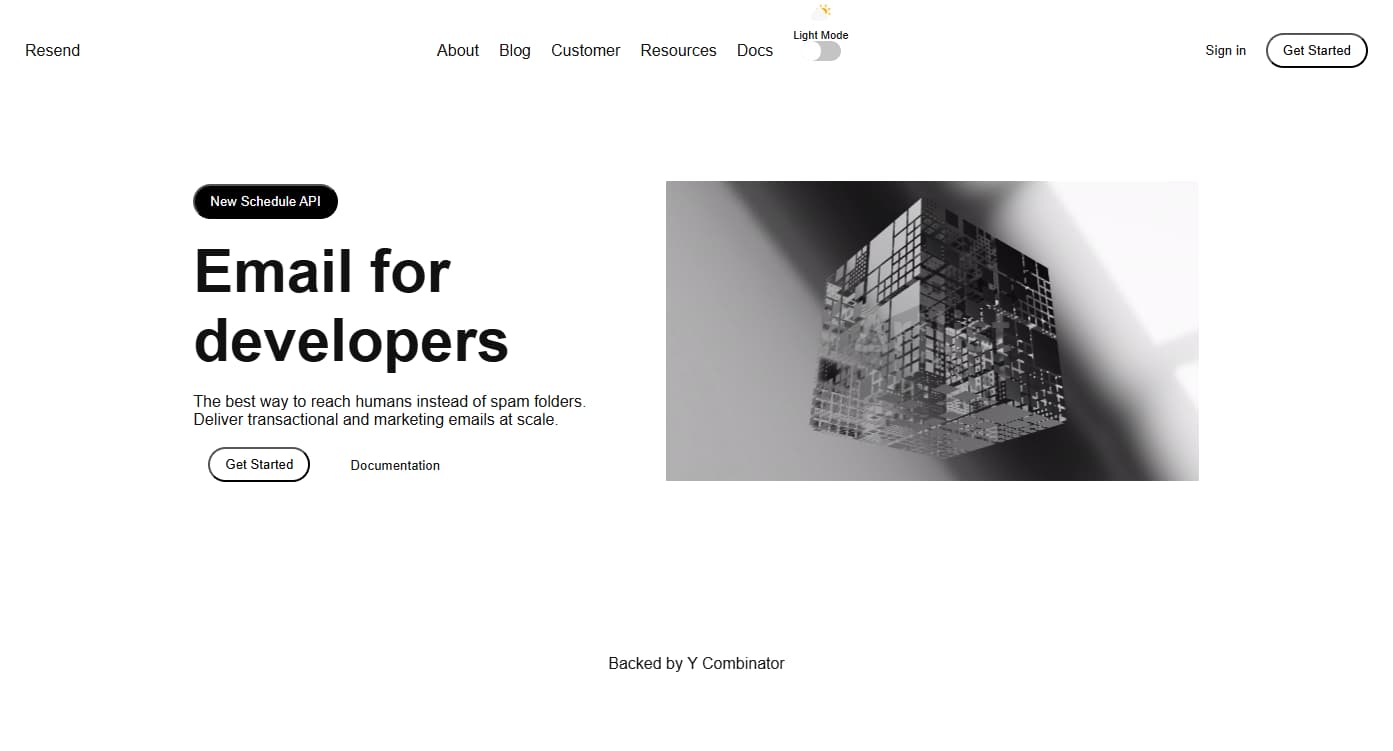 Resend
About Blog Customer Resources Docs
Light Mode
Sign in
Get Started
New Schedule API
Email for
developers
The best way to reach humans instead of spam folders.
Deliver transactional and marketing emails at scale.
Get Started
Documentation
Backed by Y Combinator